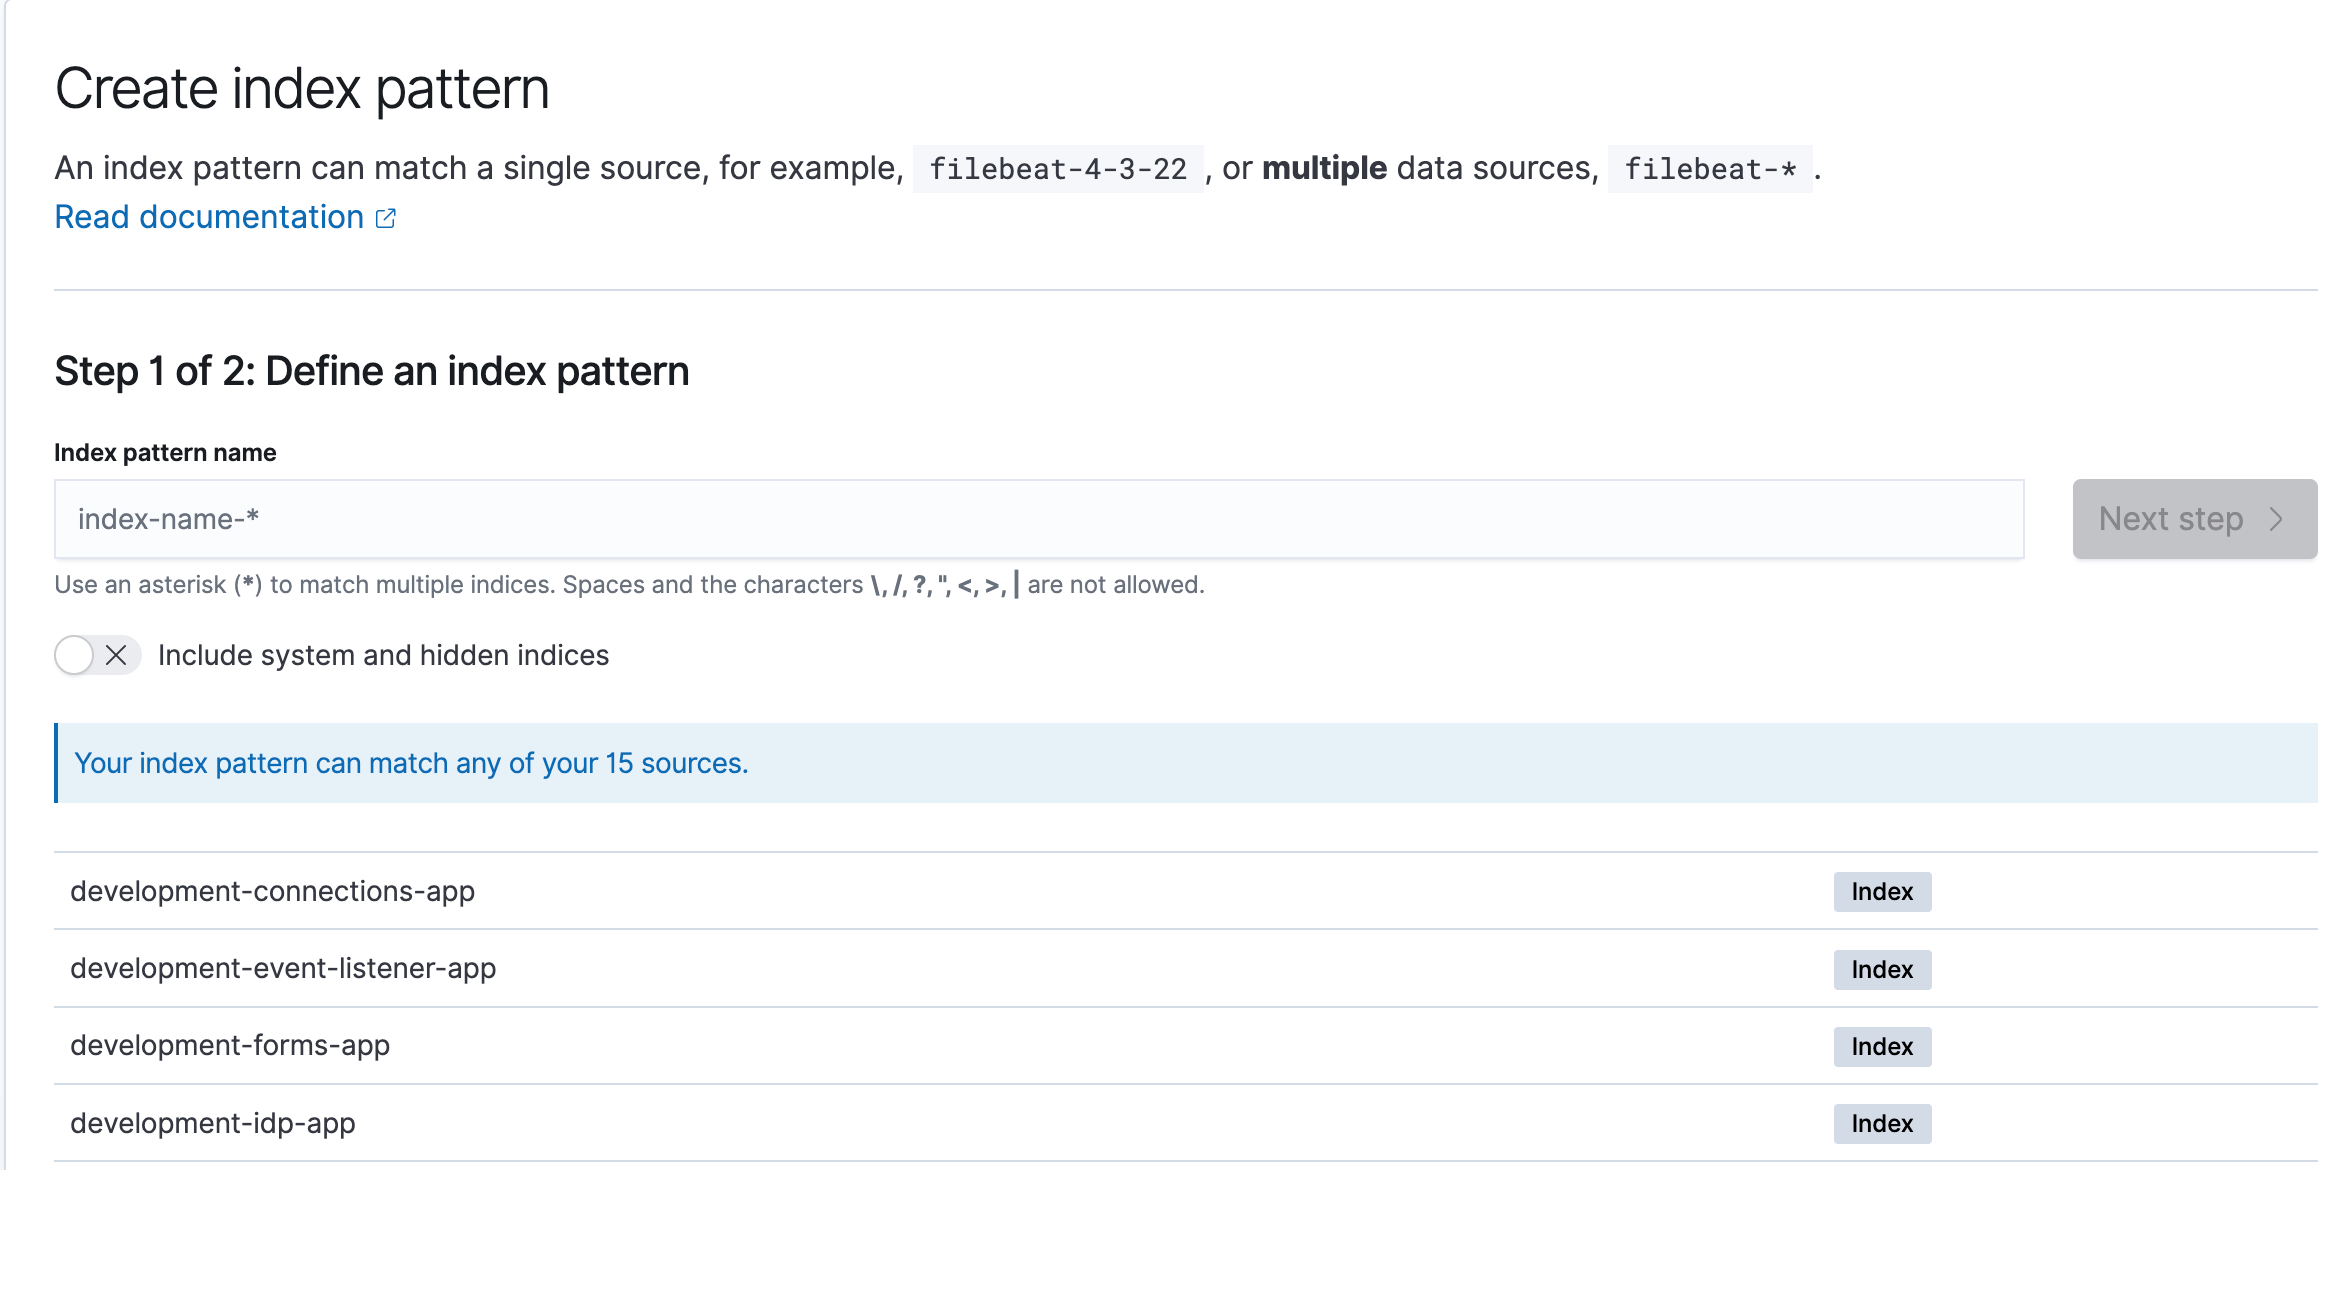 Create index pattern
An index pattern can match a single source, for example, filebeat-4-3-22 , or multiple data sources, filebeat-* .
Read documentation
Step 1 of 2: Define an index pattern
Index pattern name
index-name-*
Next step
Use an asterisk (*) to match multiple indices. Spaces and the characters \, /, ?, ", <, >, | are not allowed.
Include system and hidden indices
Your index pattern can match any of your 15 sources.
development-connections-app Index
development-event-listener-app Index
development-forms-app Index
development-idp-app Index